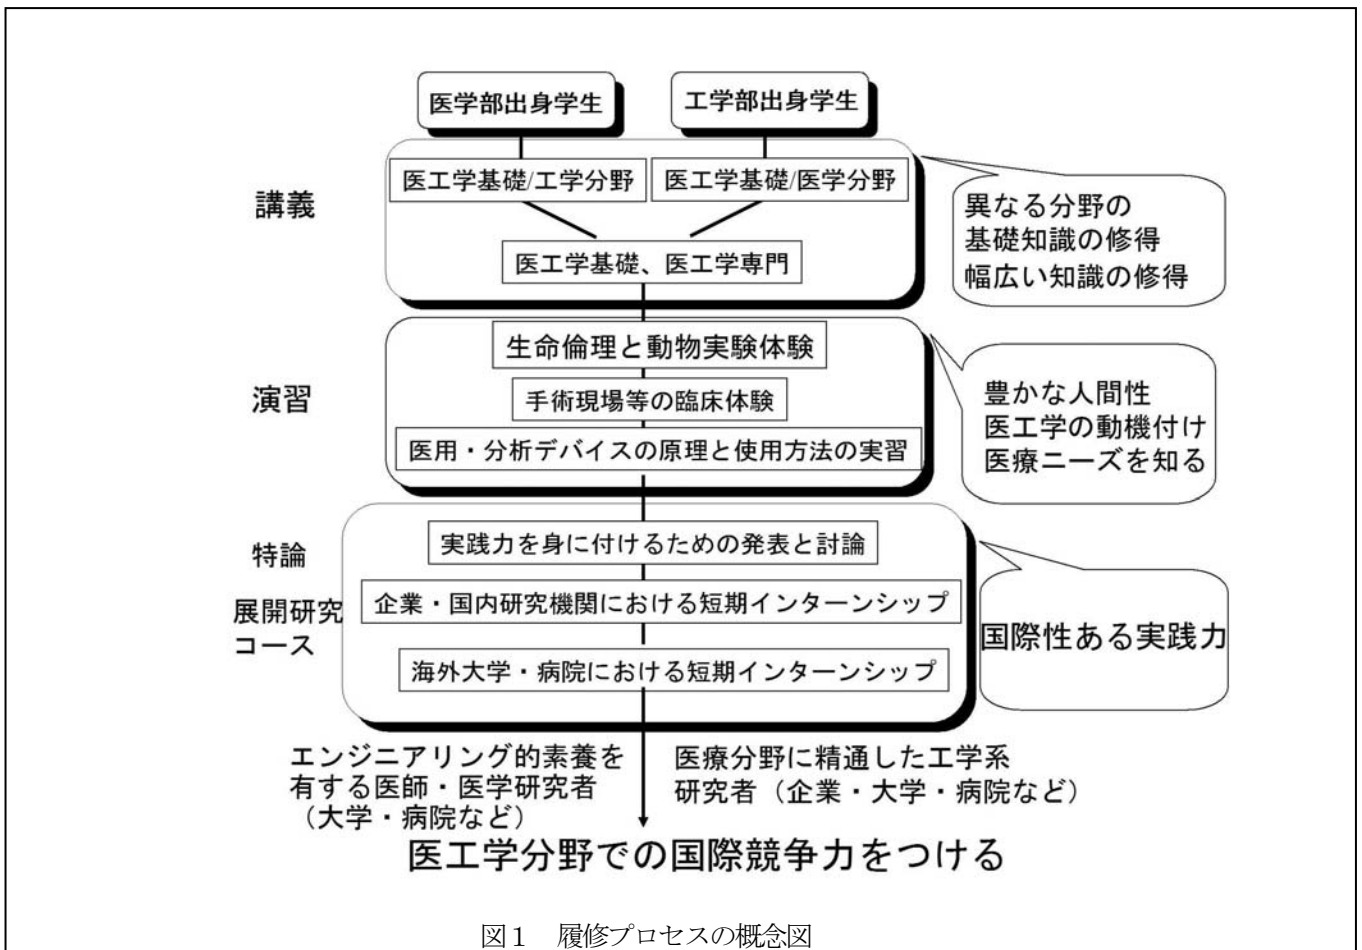 医学部出身学生
工学部出身学生
講義
医工学基礎/工学分野
医工学基礎/医学分野
医工学基礎、医工学専門
異なる分野の
基礎知識の修得
幅広い知識の修得
演習
生命倫理と動物実験体験
手術現場等の臨床体験
医用・分析デバイスの原理と使用方法の実習
豊かな人間性
医工学の動機付け
医療ニーズを知る
特論
展開研究
コース
実践力を身に付けるための発表と討論
企業・国内研究機関における短期インターンシップ
海外大学・病院における短期インターンシップ
国際性ある実践力
エンジニアリング的素養を
有する医師・医学研究者
（大学・病院など）
医療分野に精通した工学系
研究者（企業・大学・病院など）
医工学分野での国際競争力をつける
図１　履修プロセスの概念図